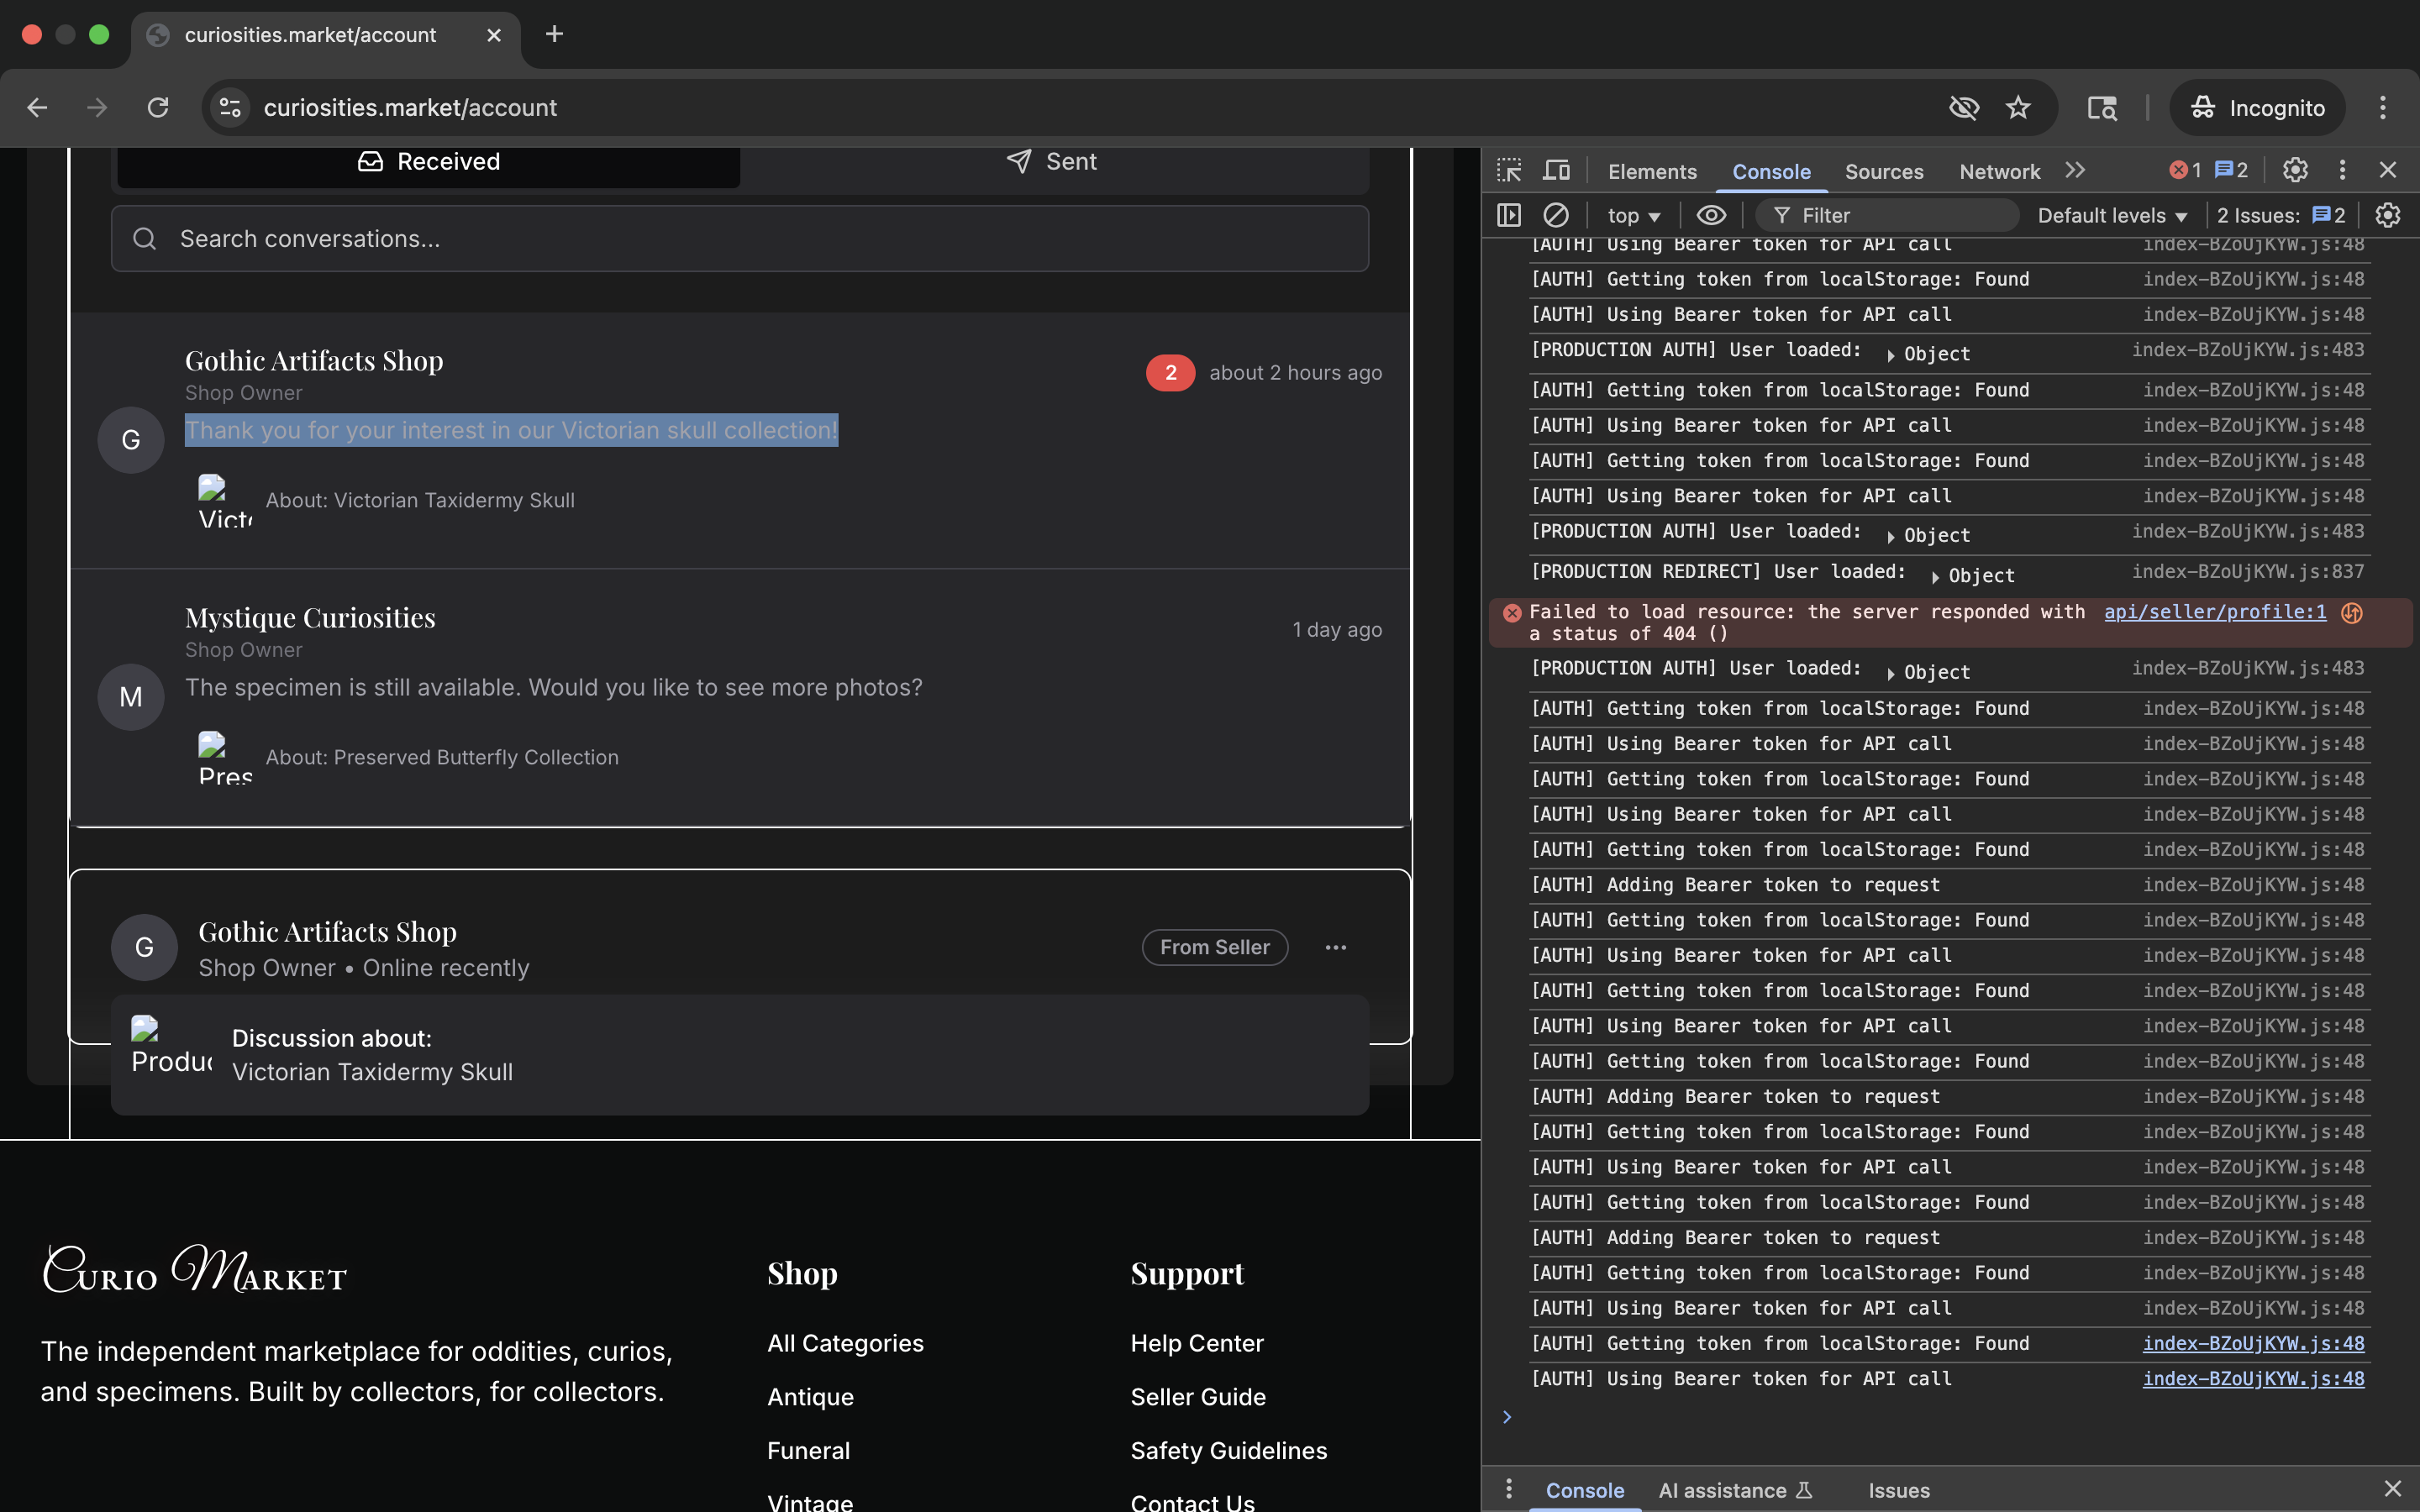 curiosities.market/account
curiosities.market/account
Incognito
Received
Sent
Search conversations...
Gothic Artifacts Shop
Shop Owner
Thank you for your interest in our Victorian skull collection!
2
about 2 hours ago
G
Vict
About: Victorian Taxidermy Skull
Mystique Curiosities
Shop Owner
1 day ago
The specimen is still available. Would you like to see more photos?
M
Pres
About: Preserved Butterfly Collection
G
Gothic Artifacts Shop
Shop Owner • Online recently
From Seller
Produc
Discussion about:
Victorian Taxidermy Skull
Curio Market
The independent marketplace for oddities, curios,
and specimens. Built by collectors, for collectors.
Shop
All Categories
Antique
Funeral
Vintage
Support
Help Center
Seller Guide
Safety Guidelines
Contact Us
Elements Console Sources Network 1 2
top Filter Default levels 2 Issues: 2
[AUTH] Using Bearer token for API call index-BZoUjKYW.js:48
[AUTH] Getting token from localStorage: Found index-BZoUjKYW.js:48
[AUTH] Using Bearer token for API call index-BZoUjKYW.js:48
[PRODUCTION AUTH] User loaded: Object index-BZoUjKYW.js:483
[AUTH] Getting token from localStorage: Found index-BZoUjKYW.js:48
[AUTH] Using Bearer token for API call index-BZoUjKYW.js:48
[AUTH] Getting token from localStorage: Found index-BZoUjKYW.js:48
[AUTH] Using Bearer token for API call index-BZoUjKYW.js:48
[PRODUCTION AUTH] User loaded: Object index-BZoUjKYW.js:483
[PRODUCTION REDIRECT] User loaded: Object index-BZoUjKYW.js:837
Failed to load resource: the server responded with api/seller/profile:1
a status of 404 ()
[PRODUCTION AUTH] User loaded: Object index-BZoUjKYW.js:483
[AUTH] Getting token from localStorage: Found index-BZoUjKYW.js:48
[AUTH] Using Bearer token for API call index-BZoUjKYW.js:48
[AUTH] Getting token from localStorage: Found index-BZoUjKYW.js:48
[AUTH] Using Bearer token for API call index-BZoUjKYW.js:48
[AUTH] Getting token from localStorage: Found index-BZoUjKYW.js:48
[AUTH] Adding Bearer token to request index-BZoUjKYW.js:48
[AUTH] Getting token from localStorage: Found index-BZoUjKYW.js:48
[AUTH] Using Bearer token for API call index-BZoUjKYW.js:48
[AUTH] Getting token from localStorage: Found index-BZoUjKYW.js:48
[AUTH] Using Bearer token for API call index-BZoUjKYW.js:48
[AUTH] Getting token from localStorage: Found index-BZoUjKYW.js:48
[AUTH] Adding Bearer token to request index-BZoUjKYW.js:48
[AUTH] Getting token from localStorage: Found index-BZoUjKYW.js:48
[AUTH] Using Bearer token for API call index-BZoUjKYW.js:48
[AUTH] Getting token from localStorage: Found index-BZoUjKYW.js:48
[AUTH] Adding Bearer token to request index-BZoUjKYW.js:48
[AUTH] Getting token from localStorage: Found index-BZoUjKYW.js:48
[AUTH] Using Bearer token for API call index-BZoUjKYW.js:48
[AUTH] Getting token from localStorage: Found index-BZoUjKYW.js:48
[AUTH] Using Bearer token for API call index-BZoUjKYW.js:48
Console AI assistance Issues